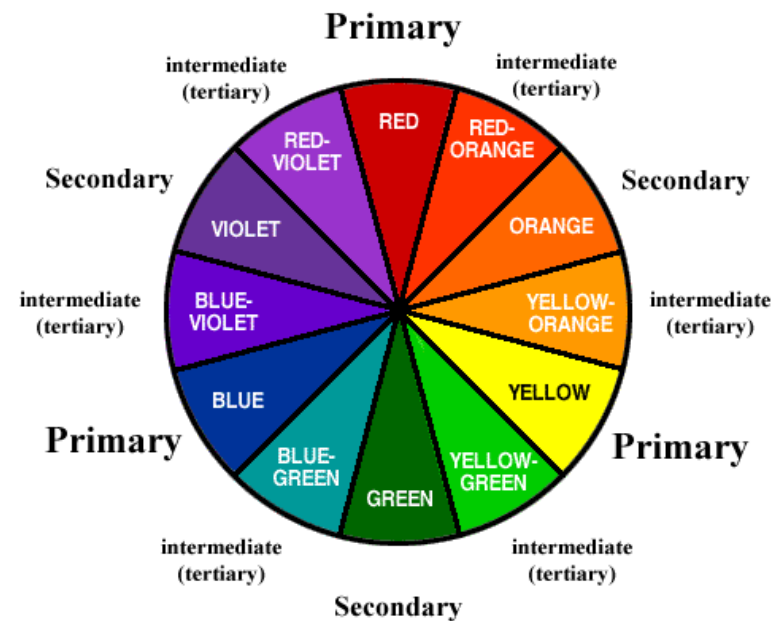 Primary
intermediate
(tertiary)
intermediate
(tertiary)
RED
RED-
ORANGE
RED-
VIOLET
Secondary
Secondary
VIOLET
ORANGE
intermediate
(tertiary)
BLUE-
VIOLET
YELLOW-
ORANGE
intermediate
(tertiary)
BLUE
YELLOW
Primary
Primary
BLUE-
GREEN
YELLOW-
GREEN
GREEN
intermediate
(tertiary)
intermediate
(tertiary)
Secondary